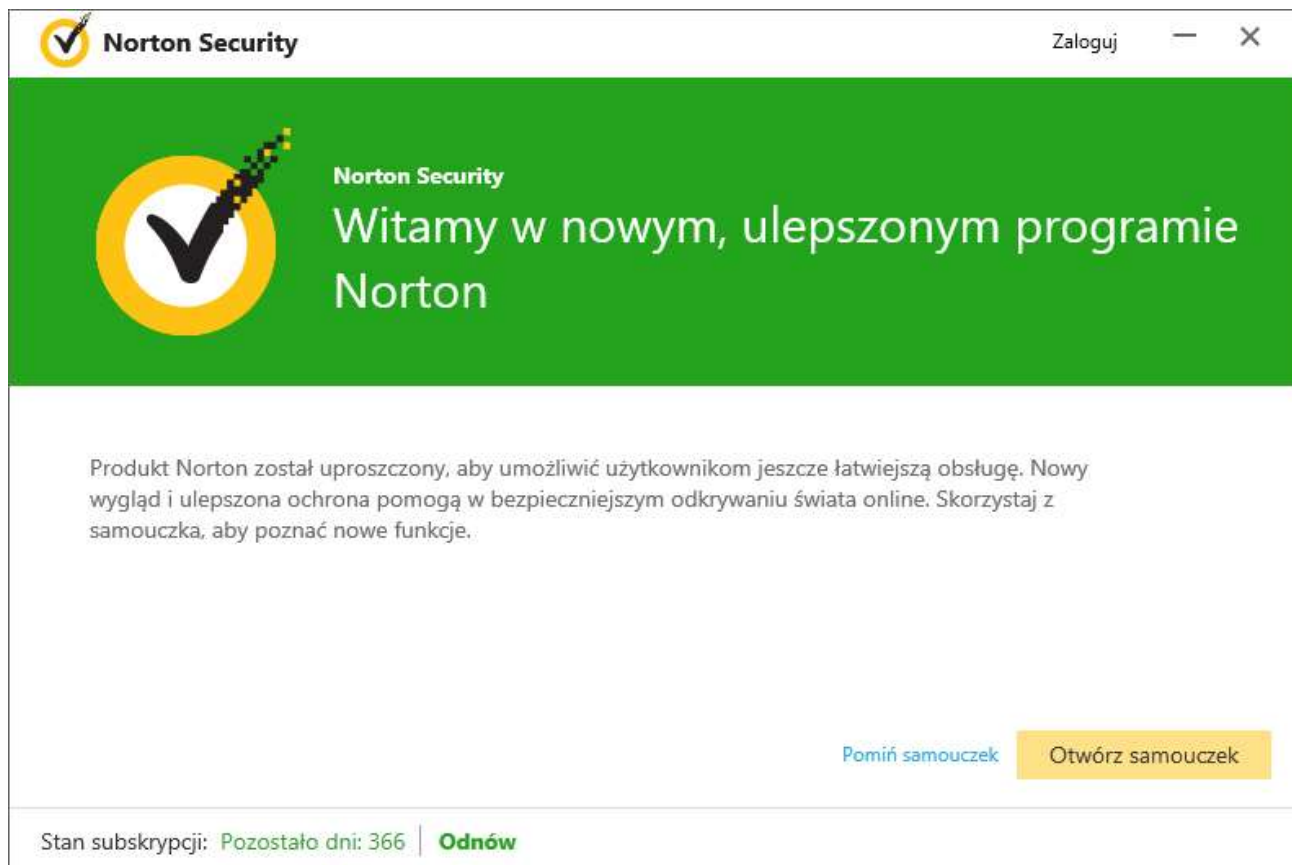 Norton Security
Zaloguj
Norton Security
Witamy w nowym, ulepszonym programie
Norton
Produkt Norton został uproszczony, aby umożliwić użytkownikom jeszcze łatwiejszą obsługę. Nowy
wygląd i ulepszona ochrona pomogą w bezpieczniejszym odkrywaniu świata online. Skorzystaj z
samouczka, aby poznać nowe funkcje.
Pomiń samouczek
Otwórz samouczek
Stan subskrypcji: Pozostało dni: 366 | Odnów